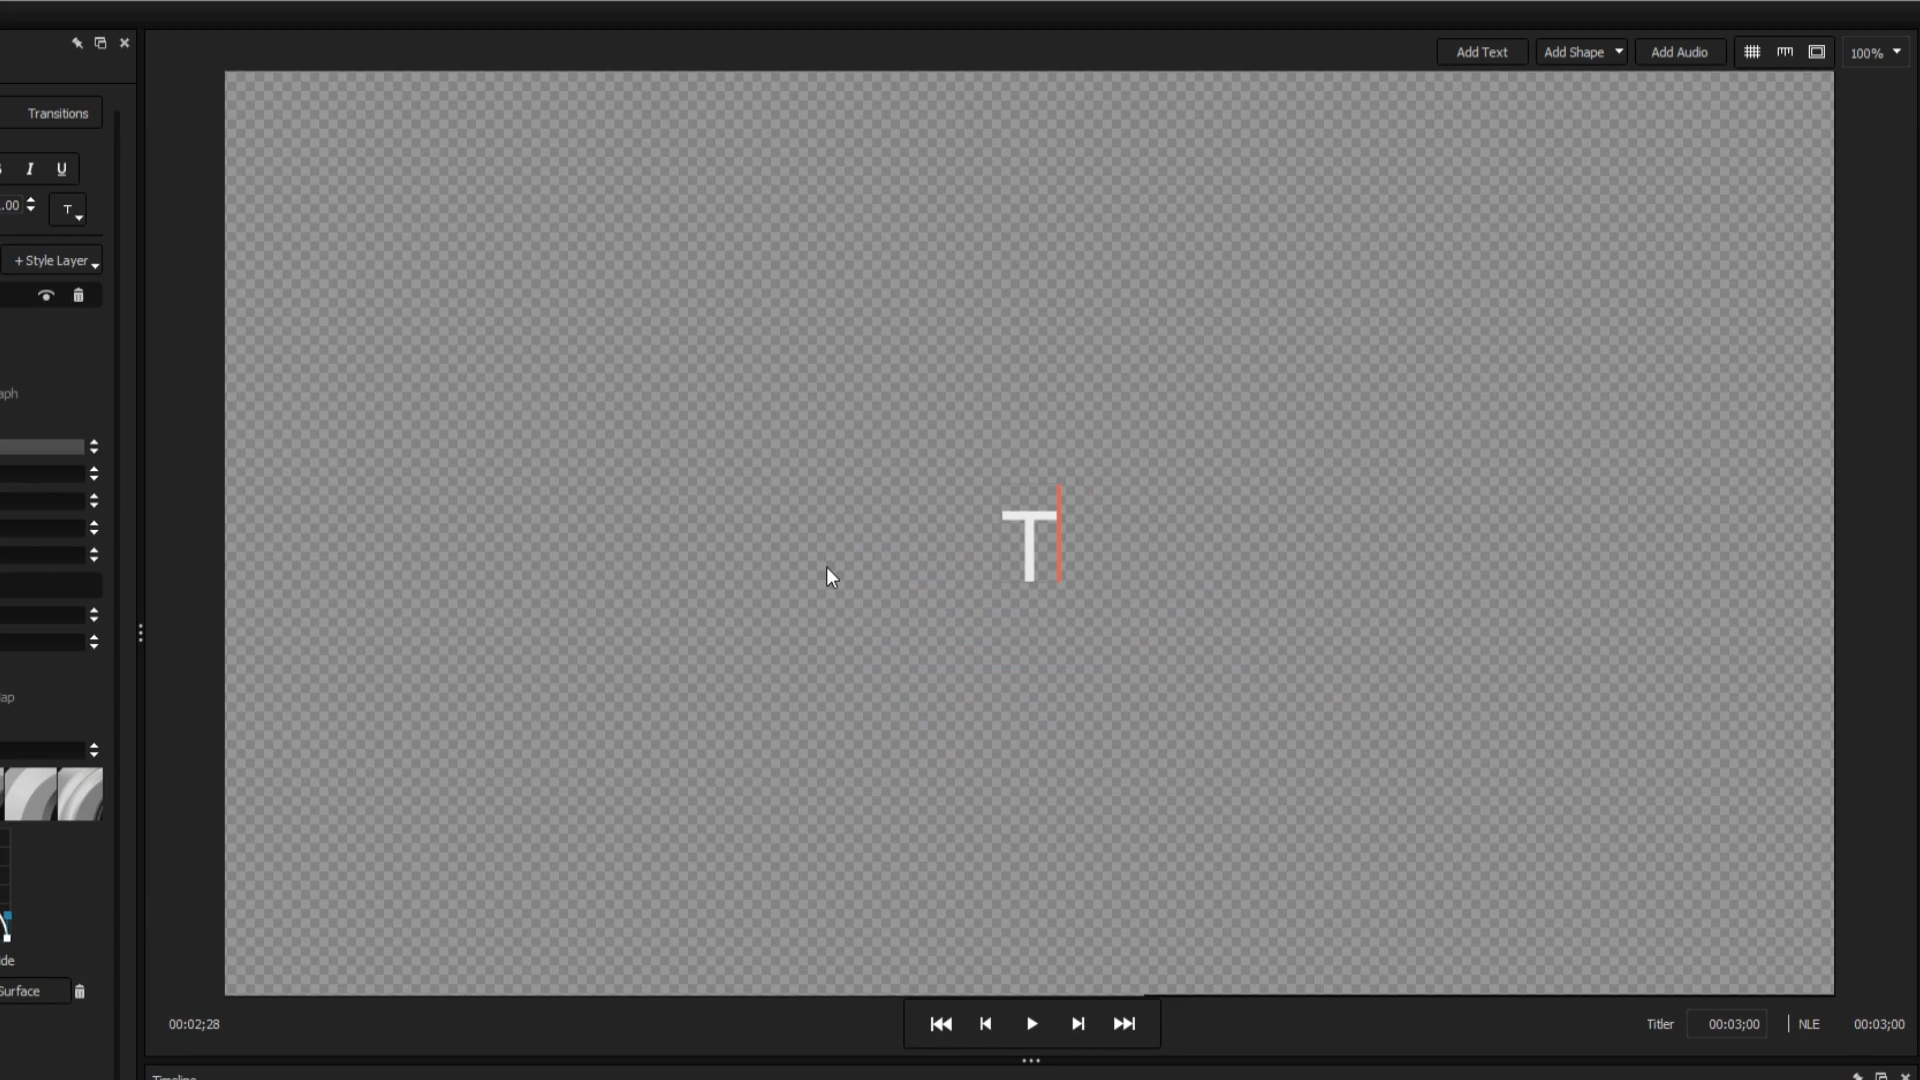 Add Text Add Shape Add Audio 100%
Transitions
I U
.00 T
+ Style Layer
aph
T
ap
de
Surface
00:02;28 Titler 00:03;00 NLE 00:03;00
Timeline